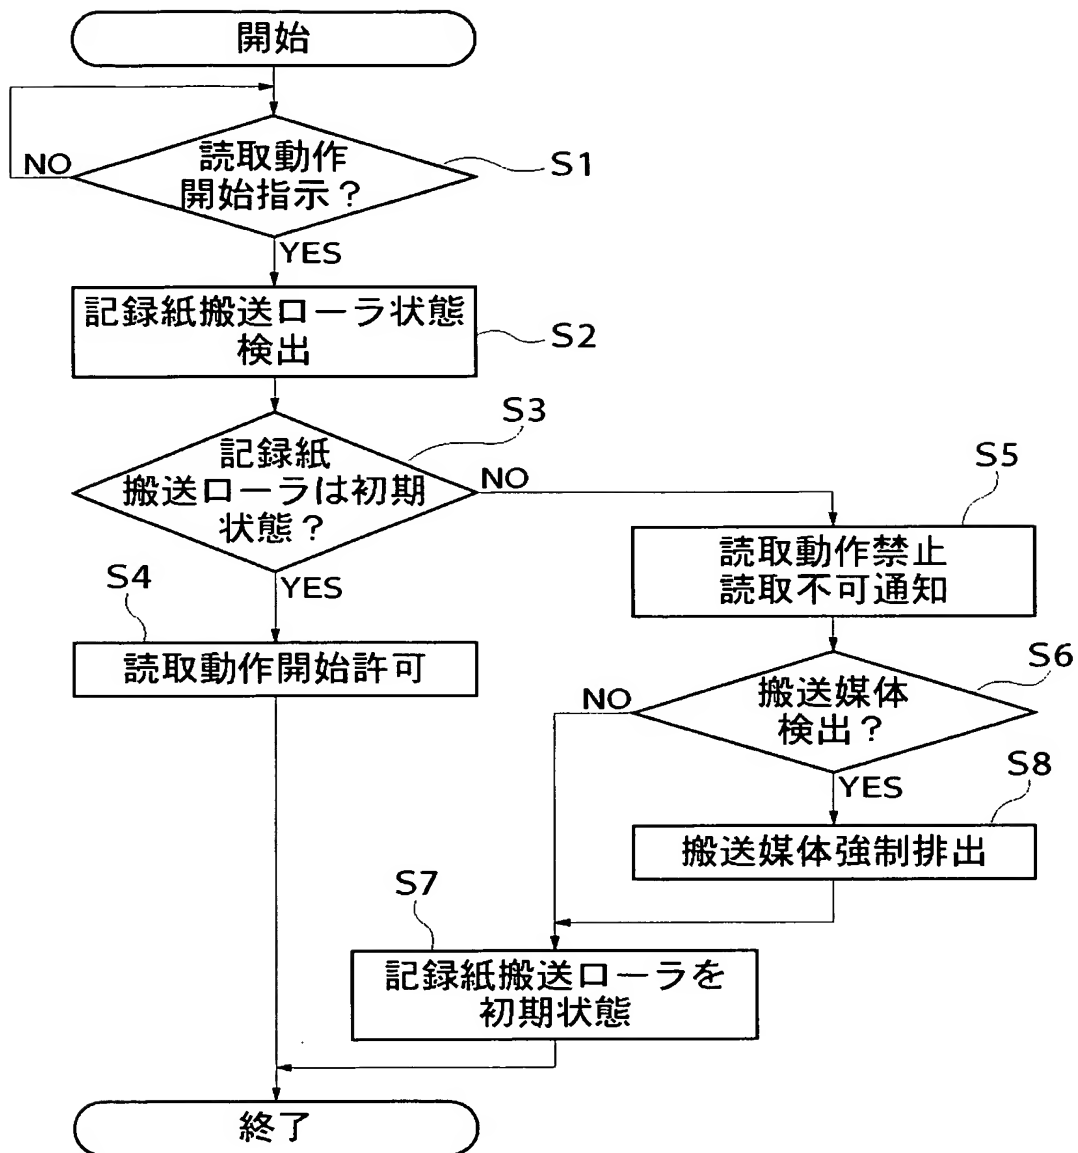 開始
NO
読取動作
開始指示？
S1
YES
記録紙搬送ローラ状態
検出
S2
S3
記録紙
搬送ローラは初期
状態？
NO
YES
S4
読取動作開始許可
S5
読取動作禁止
読取不可通知
S6
NO
搬送媒体
検出？
YES
S8
搬送媒体強制排出
S7
記録紙搬送ローラを
初期状態
終了